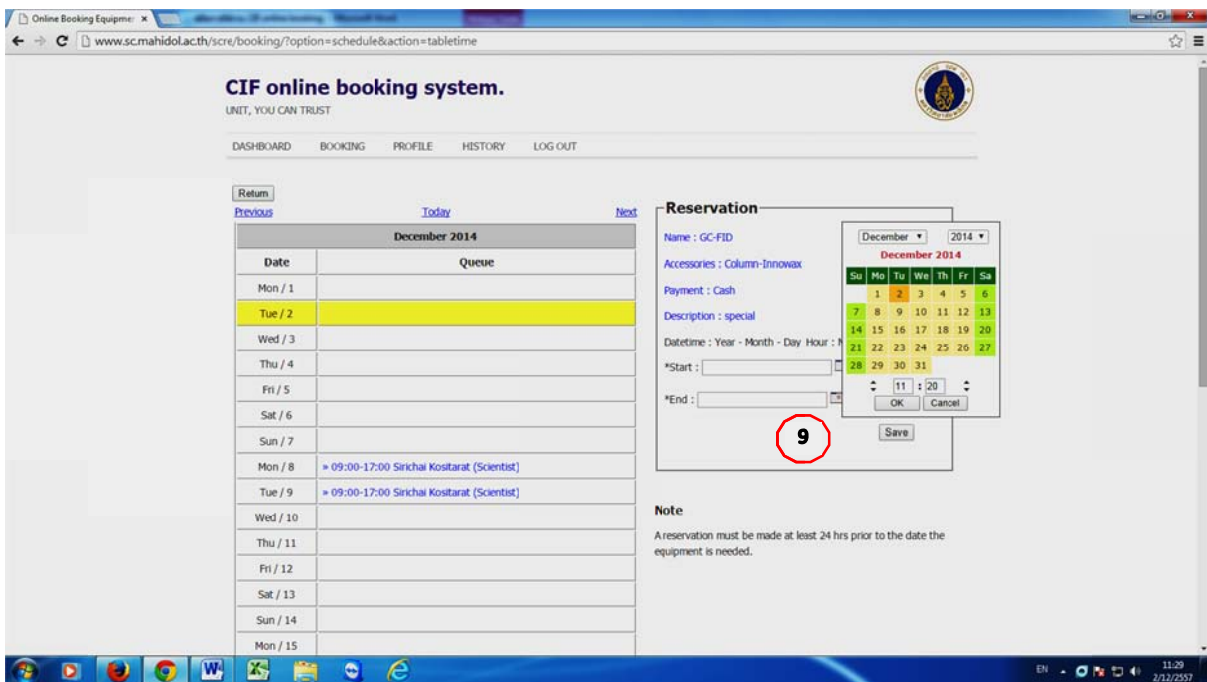 Online Booking Equipme
www.sc.mahidol.ac.th/scre/booking/?option=schedule&action=tabletime
CIF online booking system.
UNIT, YOU CAN TRUST
DASHBOARD BOOKING PROFILE HISTORY LOG OUT
Return
Previous Today Next
December 2014
Date Queue
Mon / 1
Tue / 2
Wed / 3
Thu / 4
Fri / 5
Sat / 6
Sun / 7
Mon / 8 » 09:00-17:00 Sirichai Kositarat (Scientist]
Tue / 9 » 09:00-17:00 Sirichai Kositarat (Scientist]
Wed / 10
Thu / 11
Fri / 12
Sat / 13
Sun / 14
Mon / 15
Reservation
Name : GC-FID
Accessories : Column-Innowax
Payment : Cash
Description : special
Datetime : Year - Month - Day Hour :
*Start :
*End :
December 2014
December 2014
Su Mo Tu We Th Fr Sa
1 2 3 4 5 6
7 8 9 10 11 12 13
14 15 16 17 18 19 20
21 22 23 24 25 26 27
28 29 30 31
11 : 20
OK Cancel
9
Save
Note
A reservation must be made at least 24 hrs prior to the date the
equipment is needed.
EN
11:29
2/12/2557